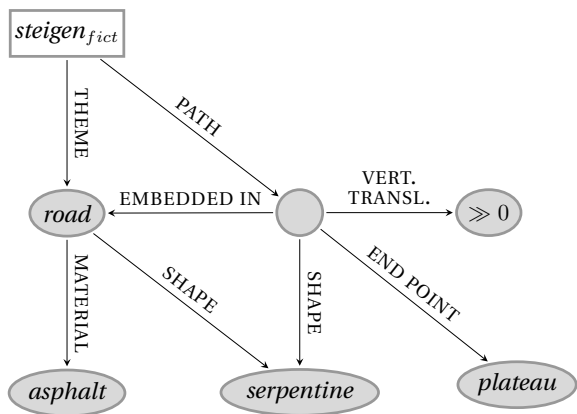 steigen_fict
THEME
PATH
VERT.
TRANSL.
road
EMBEDDED IN
≫ 0
MATERIAL
SHAPE
SHAPE
END POINT
asphalt
serpentine
plateau